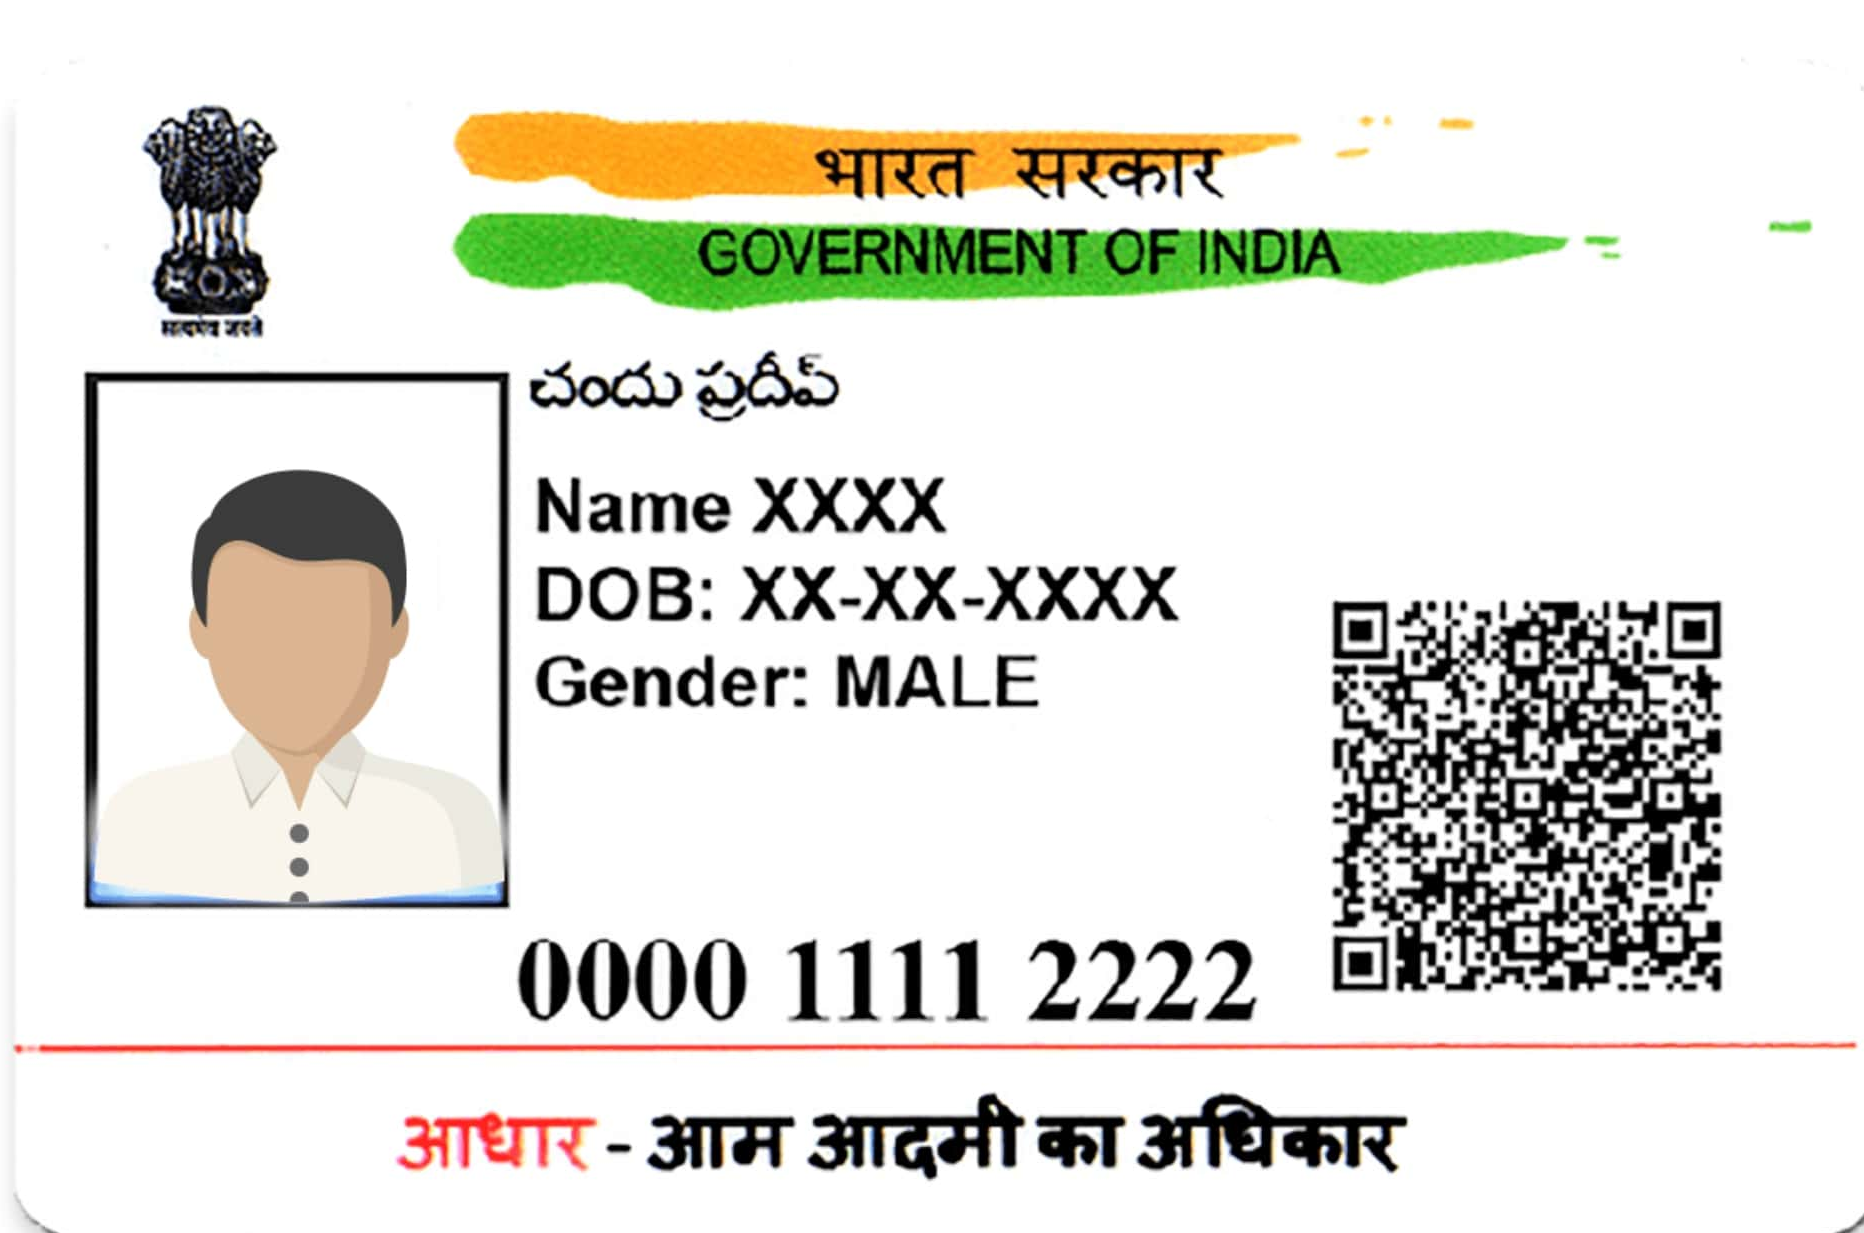 भारत सरकार
GOVERNMENT OF INDIA
सत्यमेव जयते
చందు ప్రదీప్
Name XXXX
DOB: XX-XX-XXXX
Gender: MALE
0000 1111 2222
आधार - आम आदमी का अधिकार